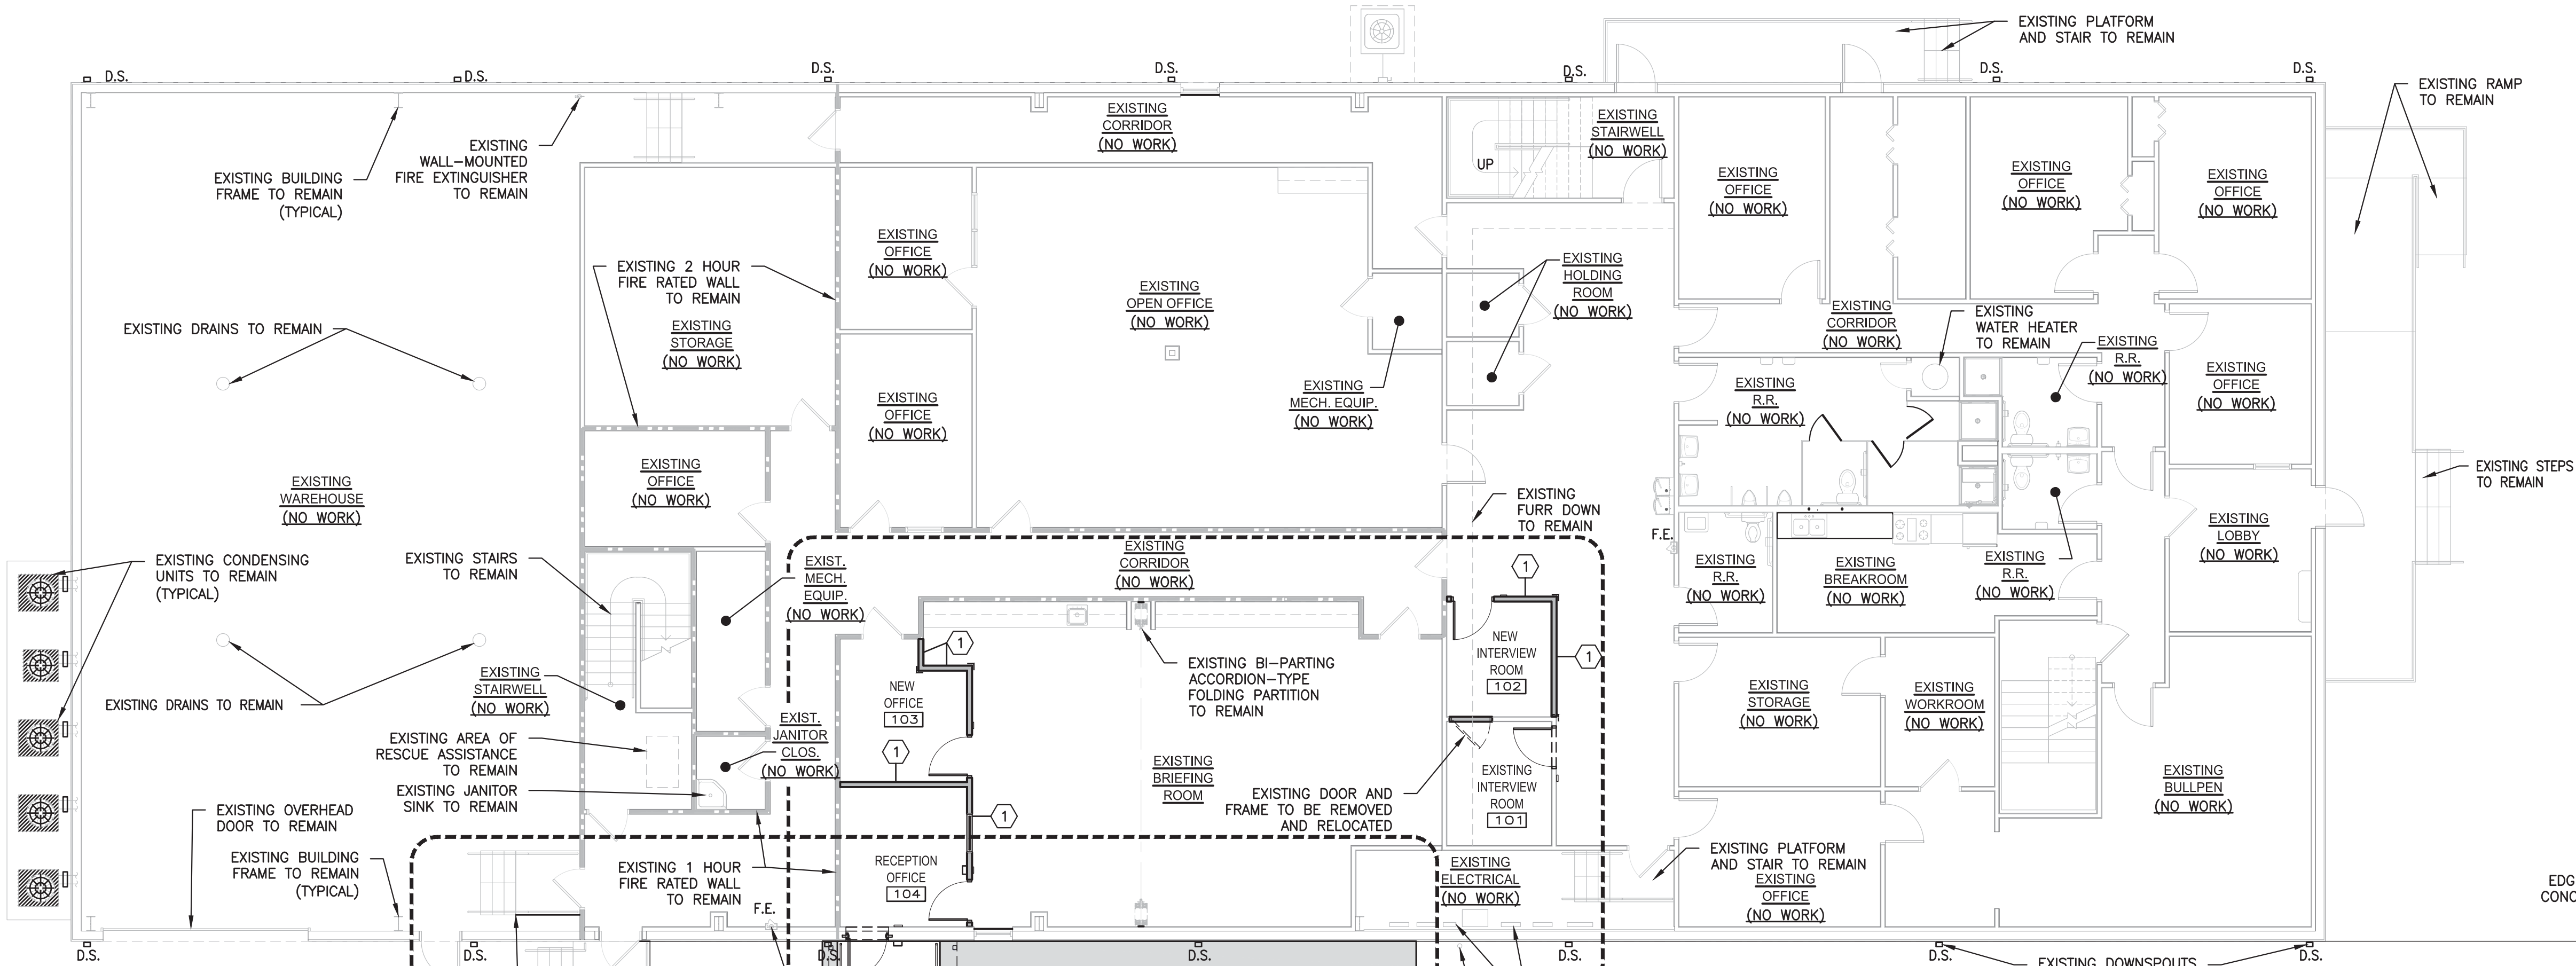 EXISTING PLATFORM
AND STAIR TO REMAIN
D.S.
D.S.
D.S.
D.S.
D.S.
D.S.
D.S.
EXISTING RAMP
TO REMAIN
EXISTING BUILDING
FRAME TO REMAIN
(TYPICAL)
EXISTING
WALL-MOUNTED
FIRE EXTINGUISHER
TO REMAIN
EXISTING
CORRIDOR
(NO WORK)
UP
EXISTING
STAIRWELL
(NO WORK)
EXISTING
OFFICE
(NO WORK)
EXISTING
OFFICE
(NO WORK)
EXISTING
OFFICE
(NO WORK)
EXISTING 2 HOUR
FIRE RATED WALL
TO REMAIN
EXISTING
STORAGE
(NO WORK)
EXISTING
OFFICE
(NO WORK)
EXISTING
OPEN OFFICE
(NO WORK)
EXISTING
HOLDING
ROOM
(NO WORK)
EXISTING
CORRIDOR
(NO WORK)
EXISTING
WATER HEATER
TO REMAIN
EXISTING
R.R.
(NO WORK)
EXISTING
OFFICE
(NO WORK)
EXISTING DRAINS TO REMAIN
EXISTING
OFFICE
(NO WORK)
EXISTING
MECH. EQUIP.
(NO WORK)
EXISTING
R.R.
(NO WORK)
EXISTING
WAREHOUSE
(NO WORK)
EXISTING
OFFICE
(NO WORK)
EXISTING
FURR DOWN
TO REMAIN
F.E.
EXISTING STEPS
TO REMAIN
EXISTING
LOBBY
(NO WORK)
EXISTING CONDENSING
UNITS TO REMAIN
(TYPICAL)
EXISTING STAIRS
TO REMAIN
EXIST.
MECH.
EQUIP.
(NO WORK)
EXISTING
CORRIDOR
(NO WORK)
1
EXISTING
R.R.
(NO WORK)
EXISTING
BREAKROOM
(NO WORK)
EXISTING
R.R.
(NO WORK)
1
NEW
OFFICE
103
EXISTING BI-PARTING
ACCORDION-TYPE
FOLDING PARTITION
TO REMAIN
NEW
INTERVIEW
ROOM
102
1
EXISTING DRAINS TO REMAIN
EXISTING
STAIRWELL
(NO WORK)
EXISTING
STORAGE
(NO WORK)
EXISTING
WORKROOM
(NO WORK)
EXISTING AREA OF
RESCUE ASSISTANCE
TO REMAIN
EXIST.
JANITOR
CLOS.
(NO WORK)
1
EXISTING
BRIEFING
ROOM
EXISTING
INTERVIEW
ROOM
101
EXISTING
BULLPEN
(NO WORK)
EXISTING JANITOR
SINK TO REMAIN
EXISTING DOOR AND
FRAME TO BE REMOVED
AND RELOCATED
1
EXISTING OVERHEAD
DOOR TO REMAIN
EXISTING BUILDING
FRAME TO REMAIN
(TYPICAL)
EXISTING 1 HOUR
FIRE RATED WALL
TO REMAIN
RECEPTION
OFFICE
104
EXISTING
ELECTRICAL
(NO WORK)
EXISTING PLATFORM
AND STAIR TO REMAIN
EXISTING
OFFICE
(NO WORK)
F.E.
EDG
CONC
D.S.
D.S.
D.S.
D.S.
D.S.
D.S.
D.S.
EXISTING DOWNSPOUTS